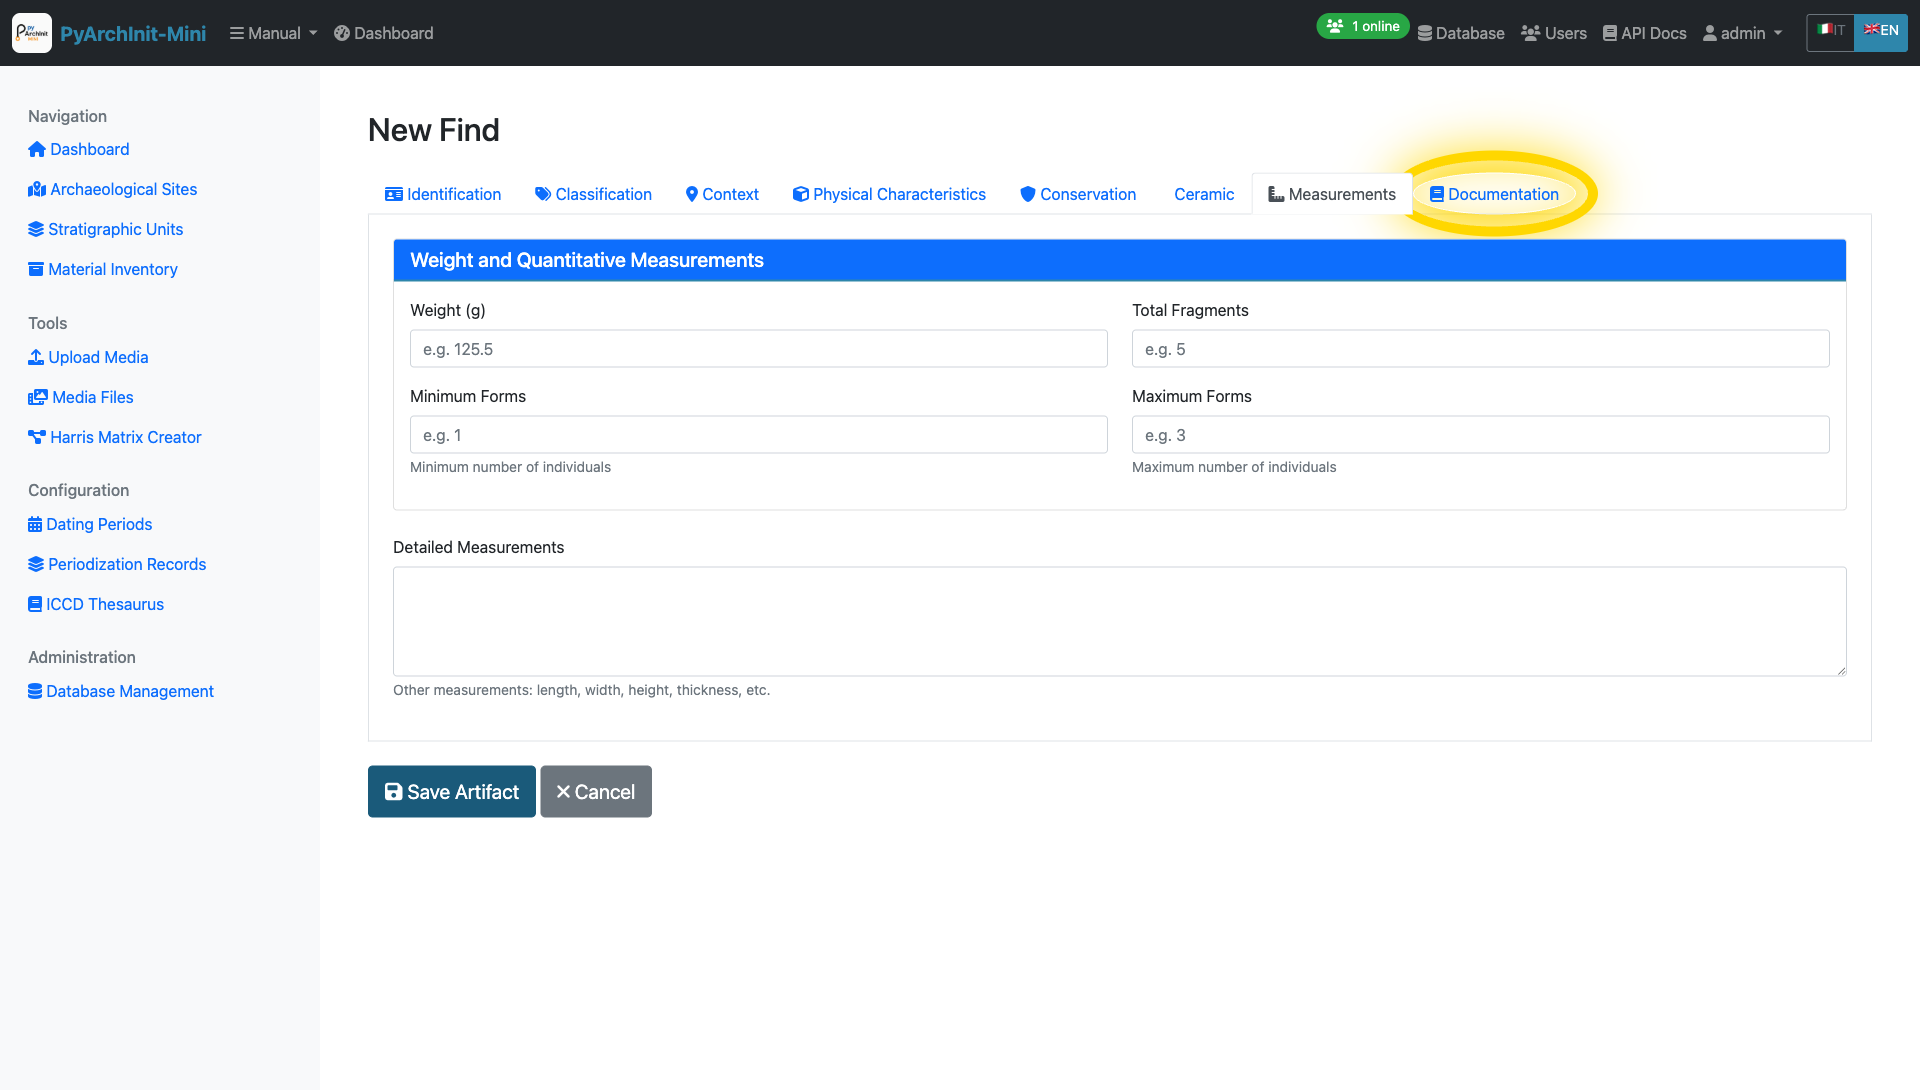 PyArchInit-Mini
Manual
Dashboard
1 online
Database
Users
API Docs
admin
IT
EN
Navigation
Dashboard
Archaeological Sites
Stratigraphic Units
Material Inventory
Tools
Upload Media
Media Files
Harris Matrix Creator
Configuration
Dating Periods
Periodization Records
ICCD Thesaurus
Administration
Database Management
New Find
Identification
Classification
Context
Physical Characteristics
Conservation
Ceramic
Measurements
Documentation
Weight and Quantitative Measurements
Weight (g)
Total Fragments
e.g. 125.5
e.g. 5
Minimum Forms
Maximum Forms
e.g. 1
e.g. 3
Minimum number of individuals
Maximum number of individuals
Detailed Measurements
Other measurements: length, width, height, thickness, etc.
Save Artifact
Cancel